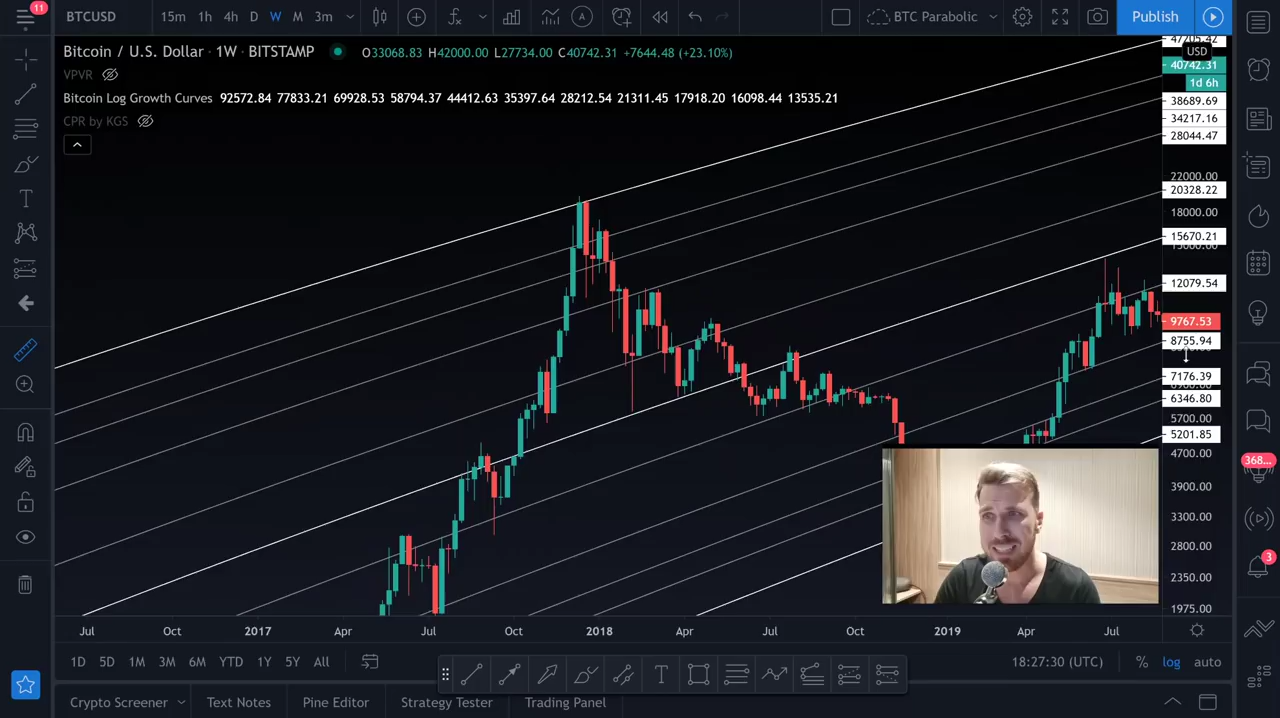 11
BTCUSD 15m 1h 4h D W M 3m BTC Parabolic Publish
Bitcoin / U.S. Dollar · 1W · BITSTAMP O33068.83 H42000.00 L27734.00 C40742.31 +7644.48 (+23.10%)
VPVR
Bitcoin Log Growth Curves 92572.84 77833.21 69928.53 58794.37 44412.63 35397.64 28212.54 21311.45 17918.20 16098.44 13535.21
CPR by KGS
47205.42
USD
40742.31
1d 6h
38689.69
34217.16
28044.47
22000.00
20328.22
18000.00
15670.21
15000.00
12079.54
9767.53
8755.94
7176.39
6346.80
5700.00
5201.85
4700.00
3900.00
3300.00
2800.00
2350.00
1975.00
368...
3
Jul Oct 2017 Apr Jul Oct 2018 Apr Jul Oct 2019 Apr Jul
1D 5D 1M 3M 6M YTD 1Y 5Y All 18:27:30 (UTC) % log auto
Crypto Screener Text Notes Pine Editor Strategy Tester Trading Panel